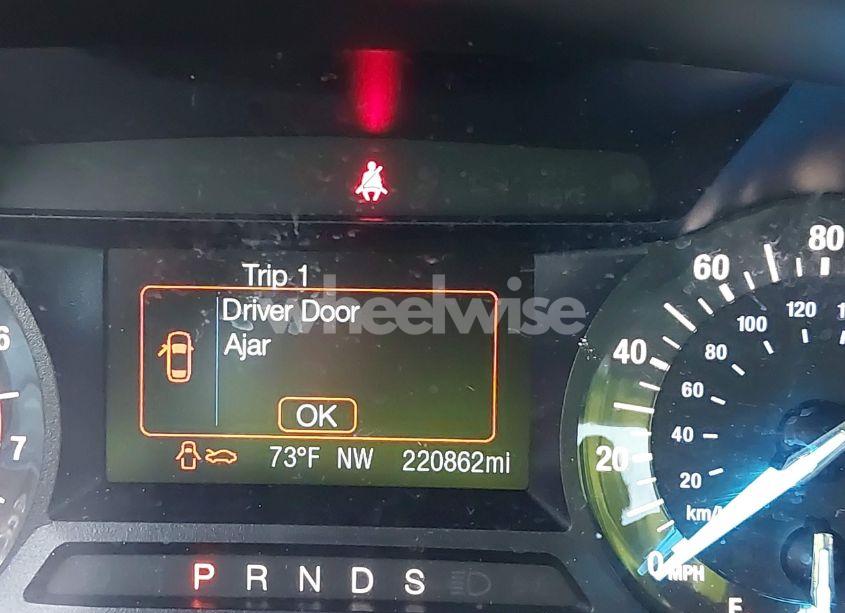 Trip 1
Driver Door
Ajar
OK
73°F NW 220862mi
P R N D S
wheelwise
6
7
80
60
40
20
0 MPH
120
100
80
60
40
20
km/